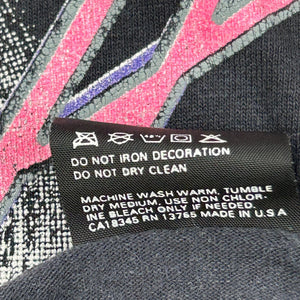 DO NOT IRON DECORATION
DO NOT DRY CLEAN
MACHINE WASH WARM, TUMBLE
DRY MEDIUM. USE NON CHLOR-
INE BLEACH ONLY IF NEEDED.
CA18345 RN 13765 MADE IN U.S.A